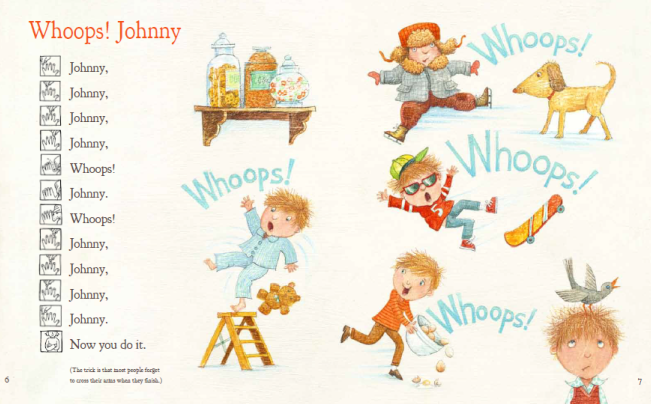 Whoops! Johnny
Johnny,
Johnny,
Johnny,
Johnny,
Whoops!
Johnny.
Whoops!
Johnny,
Johnny,
Johnny,
Johnny.
Now you do it.
(The trick is that most people forget
to cross their arms when they finish.)
6
Whoops!
Whoops!
Whoops!
5
Whoops!
7